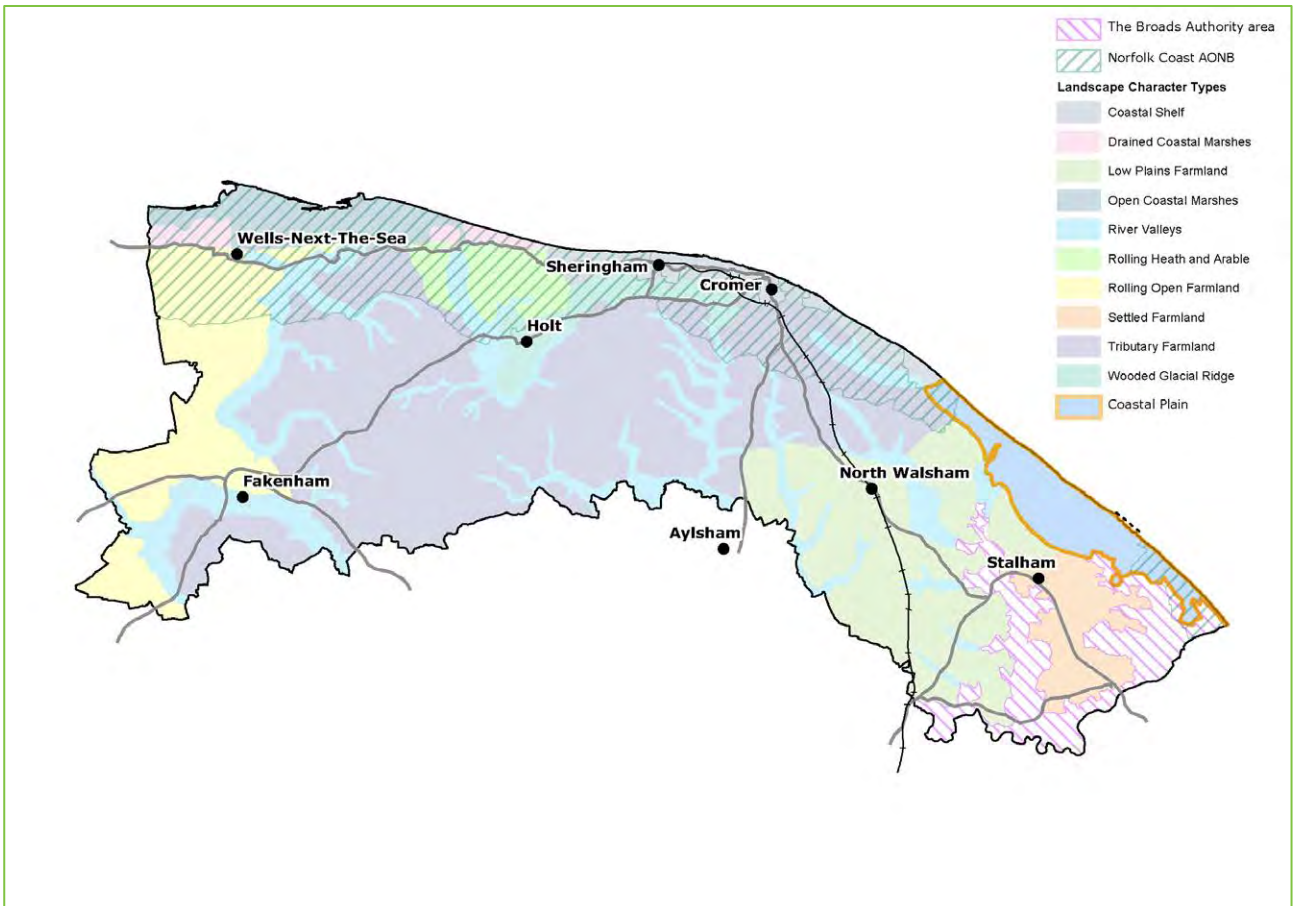 The Broads Authority area
Norfolk Coast AONB
Landscape Character Types
Coastal Shelf
Drained Coastal Marshes
Low Plains Farmland
Open Coastal Marshes
River Valleys
Rolling Heath and Arable
Rolling Open Farmland
Settled Farmland
Tributary Farmland
Wooded Glacial Ridge
Coastal Plain
Wells-Next-The-Sea
Sheringham
Cromer
Holt
North Walsham
Fakenham
Aylsham
Stalham